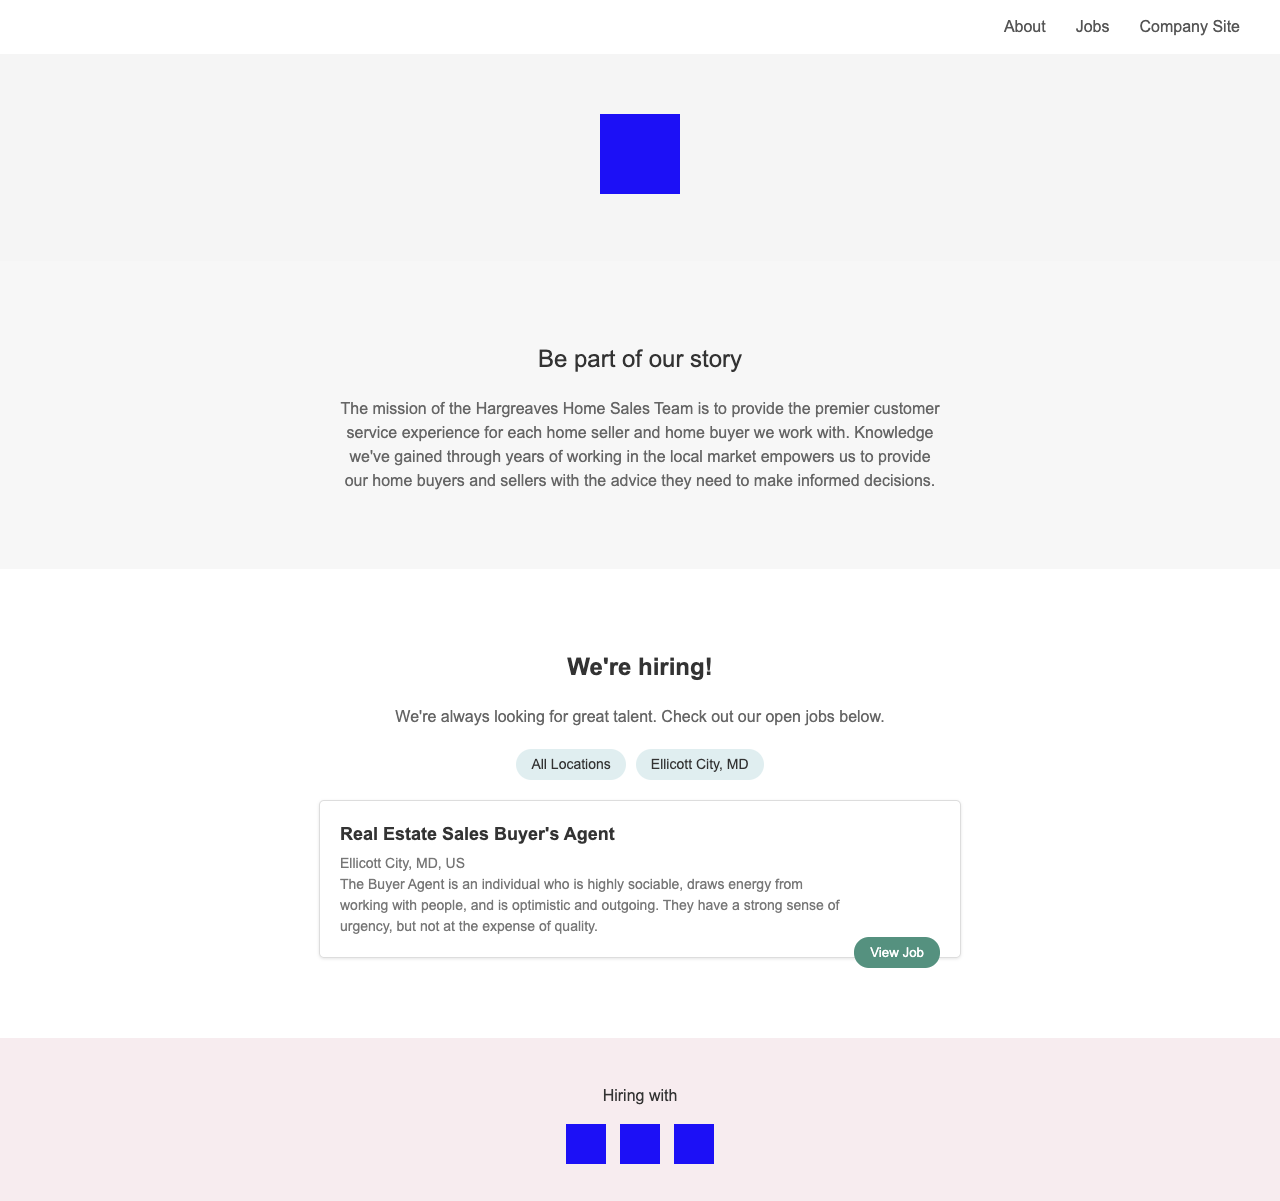 About Jobs Company Site
Be part of our story
The mission of the Hargreaves Home Sales Team is to provide the premier customer
service experience for each home seller and home buyer we work with. Knowledge
we've gained through years of working in the local market empowers us to provide
our home buyers and sellers with the advice they need to make informed decisions.
We're hiring!
We're always looking for great talent. Check out our open jobs below.
All Locations Ellicott City, MD
Real Estate Sales Buyer's Agent
Ellicott City, MD, US
The Buyer Agent is an individual who is highly sociable, draws energy from
working with people, and is optimistic and outgoing. They have a strong sense of
urgency, but not at the expense of quality.
View Job
Hiring with